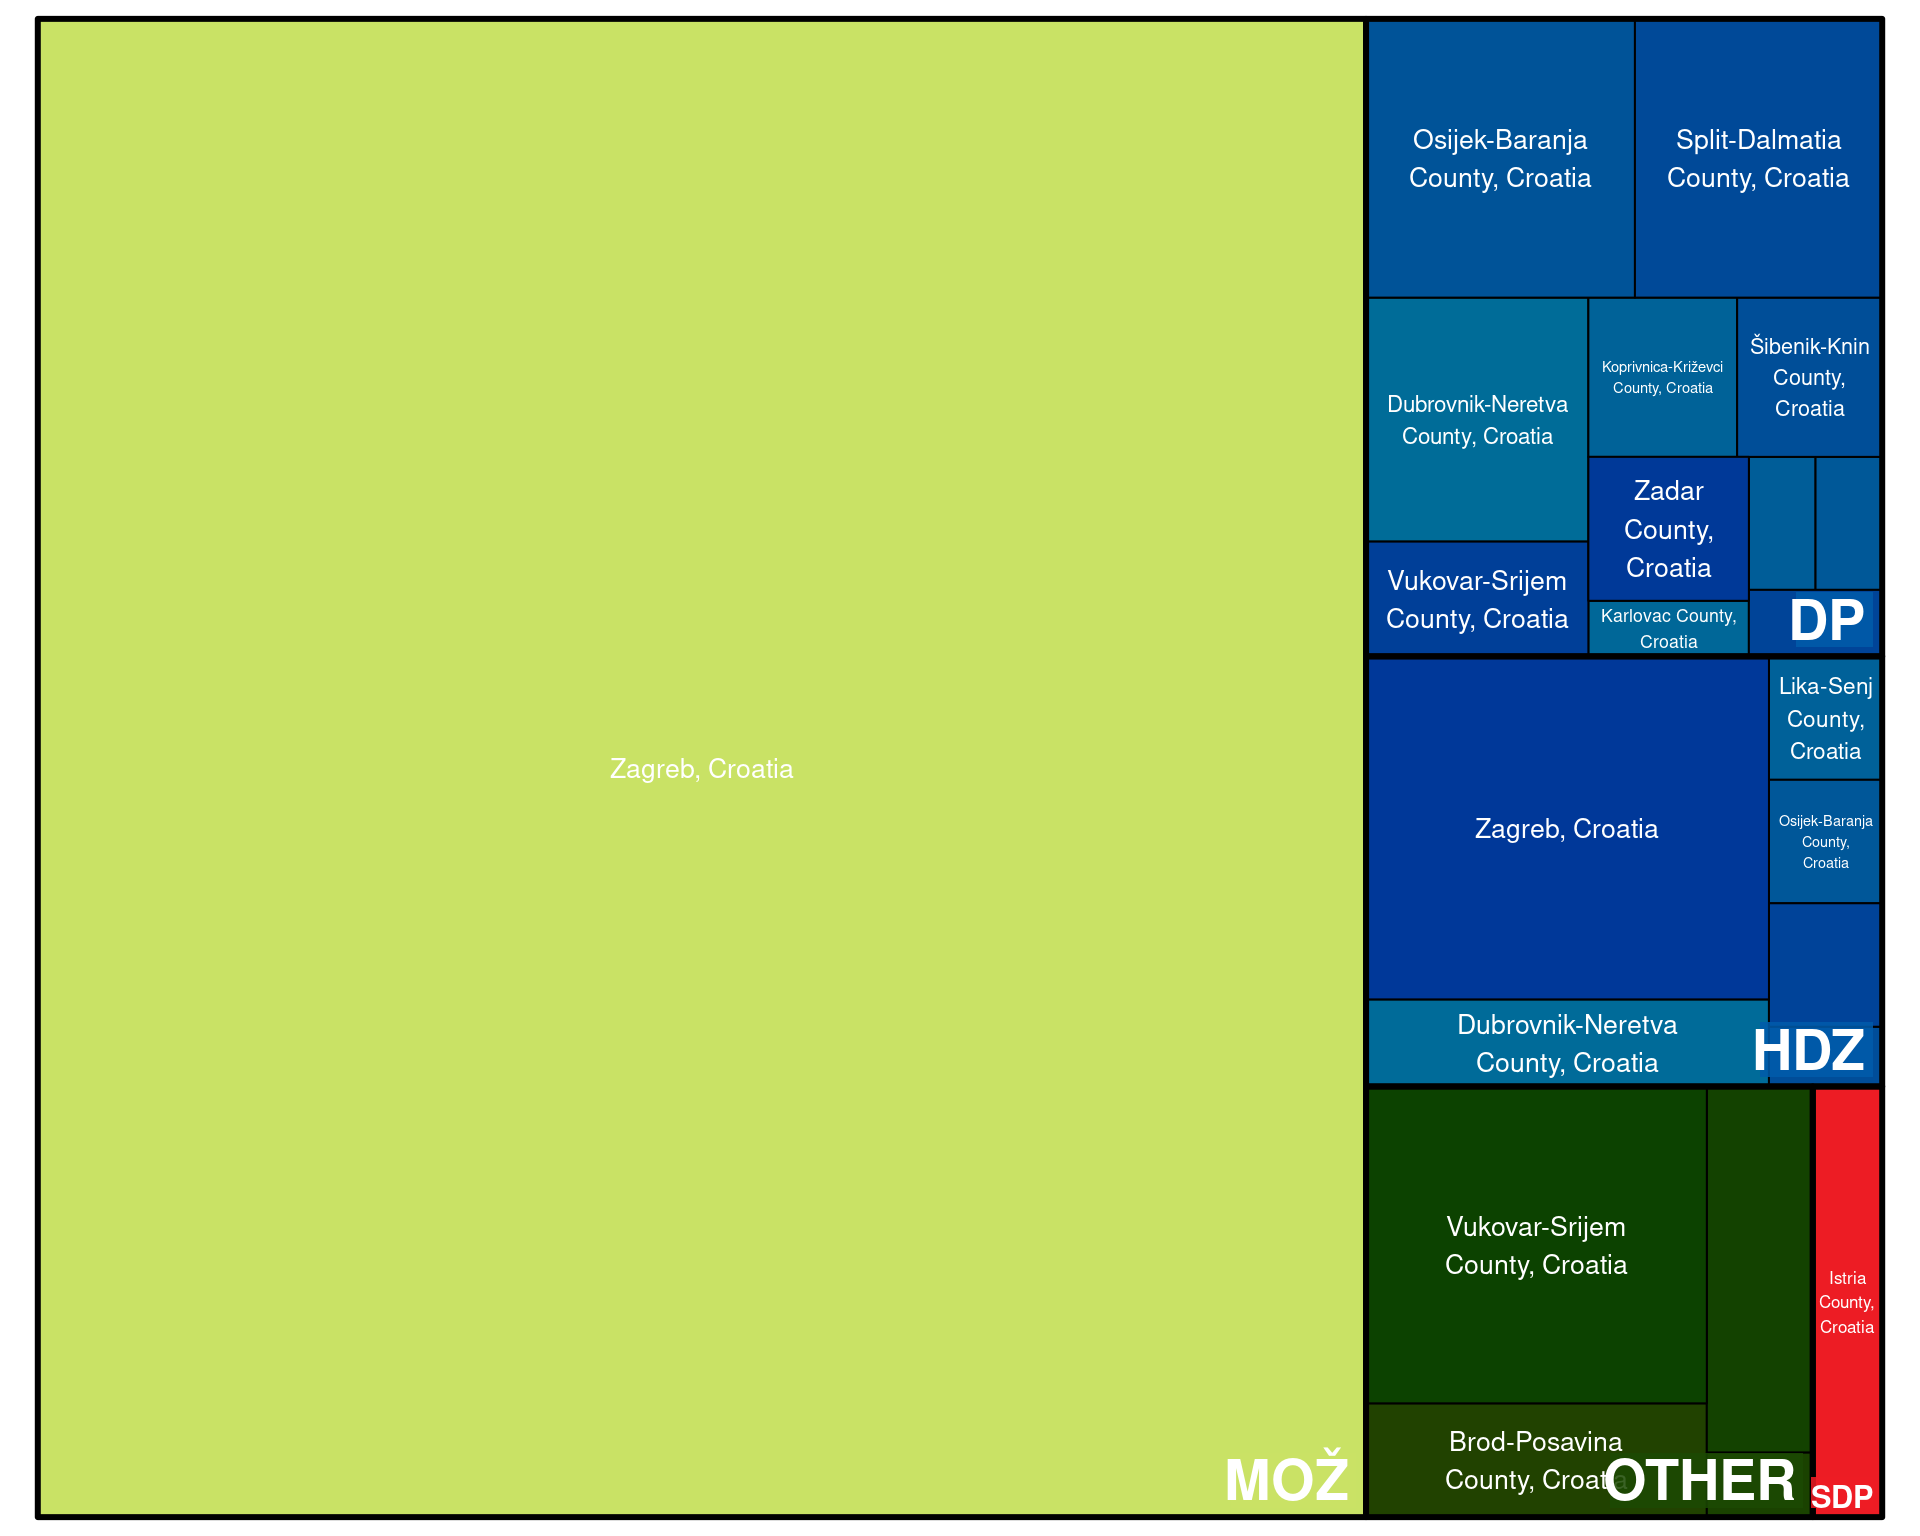 Zagreb, Croatia
MOŽ
Osijek-Baranja
County, Croatia
Split-Dalmatia
County, Croatia
Dubrovnik-Neretva
County, Croatia
Koprivnica-Križevci
County, Croatia
Šibenik-Knin
County,
Croatia
Vukovar-Srijem
County, Croatia
Zadar
County,
Croatia
Karlovac County,
Croatia
DP
Zagreb, Croatia
Lika-Senj
County,
Croatia
Osijek-Baranja
County,
Croatia
Dubrovnik-Neretva
County, Croatia
HDZ
Vukovar-Srijem
County, Croatia
Brod-Posavina
County, Croatia
OTHER
Istria
County,
Croatia
SDP